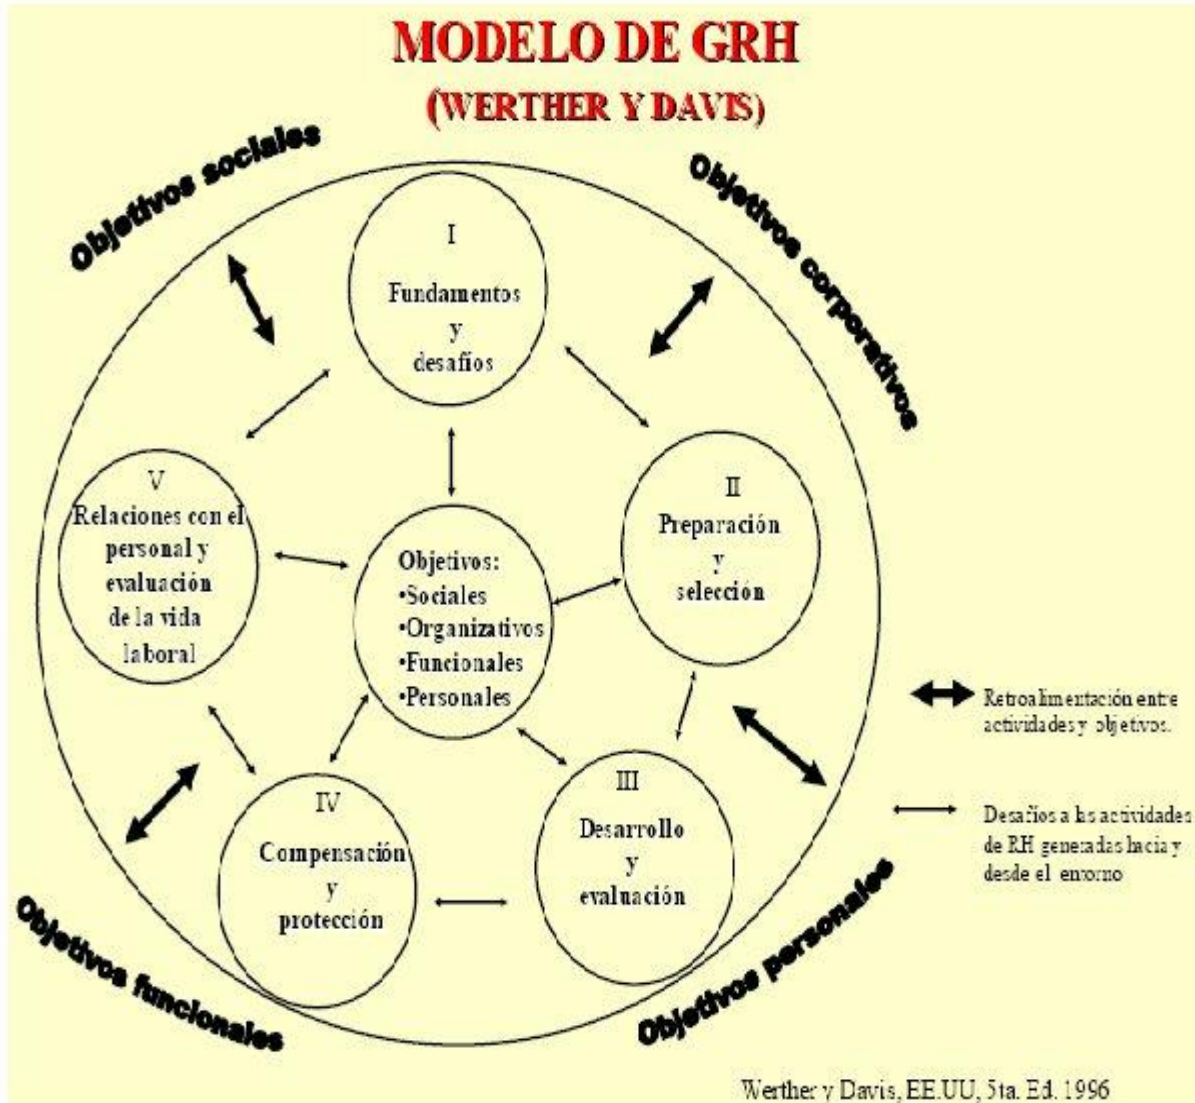 MODELO DE GRH
(WERTHER Y DAVIS)
Objetivos sociales
Objetivos corporativos
I
Fundamentos
y
desafíos
V
Relaciones con el
personal y
evaluación
de la vida
laboral
Objetivos:
•Sociales
•Organizativos
•Funcionales
•Personales
II
Preparación
y
selección
IV
Compensación
y
protección
III
Desarrollo
y
evaluación
Retroalimentación entre
actividades y objetivos.
Desafíos a las actividades
de RH generadas hacia y
desde el entorno
Objetivos funcionales
Objetivos personales
Werther y Davis, EE.UU, 5ta. Ed. 1996